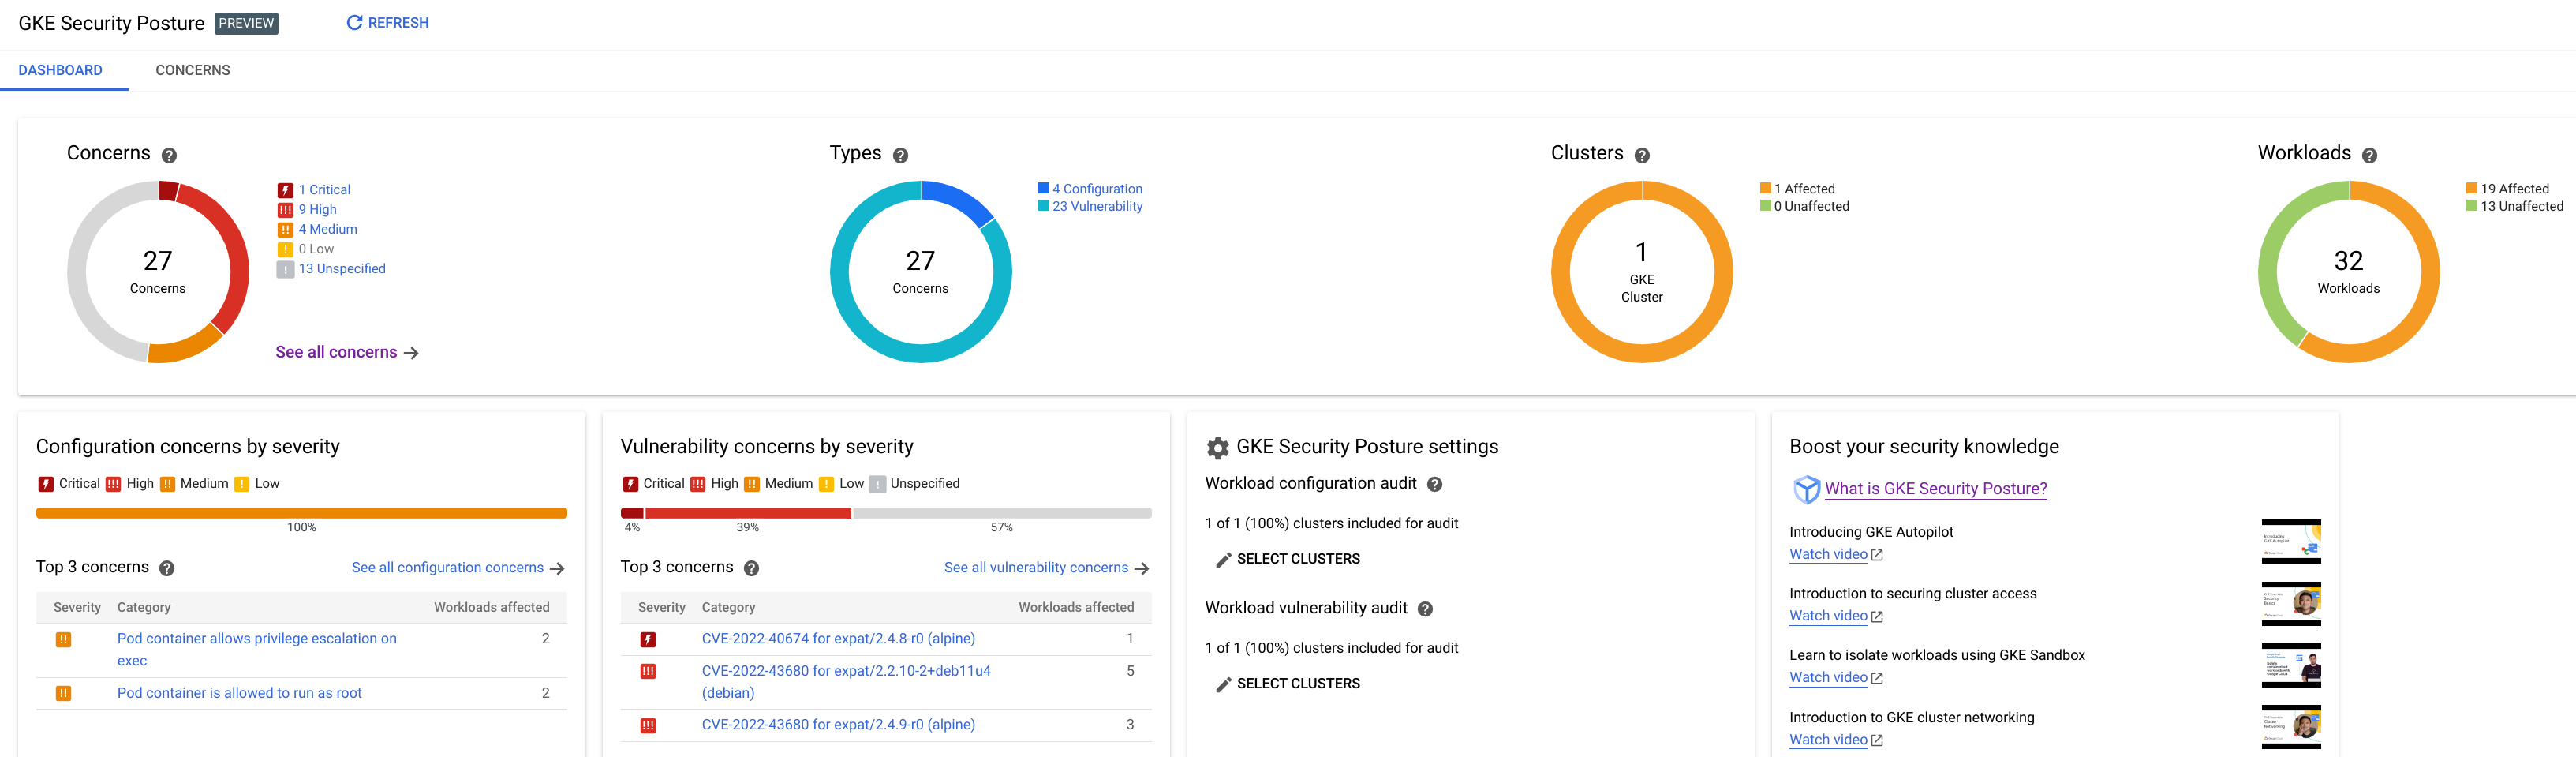 GKE Security Posture PREVIEW REFRESH
DASHBOARD CONCERNS
Concerns
27
Concerns
1 Critical
9 High
4 Medium
0 Low
13 Unspecified
See all concerns
Types
27
Concerns
4 Configuration
23 Vulnerability
Clusters
1
GKE
Cluster
1 Affected
0 Unaffected
Workloads
32
Workloads
19 Affected
13 Unaffected
Configuration concerns by severity
Critical High Medium Low
100%
Top 3 concerns See all configuration concerns
Severity Category Workloads affected
Pod container allows privilege escalation on 2
exec
Pod container is allowed to run as root 2
Vulnerability concerns by severity
Critical High Medium Low Unspecified
4% 39% 57%
Top 3 concerns See all vulnerability concerns
Severity Category Workloads affected
CVE-2022-40674 for expat/2.4.8-r0 (alpine) 1
CVE-2022-43680 for expat/2.2.10-2+deb11u4 5
(debian)
CVE-2022-43680 for expat/2.4.9-r0 (alpine) 3
GKE Security Posture settings
Workload configuration audit
1 of 1 (100%) clusters included for audit
SELECT CLUSTERS
Workload vulnerability audit
1 of 1 (100%) clusters included for audit
SELECT CLUSTERS
Boost your security knowledge
What is GKE Security Posture?
Introducing GKE Autopilot
Watch video
Introduction to securing cluster access
Watch video
Learn to isolate workloads using GKE Sandbox
Watch video
Introduction to GKE cluster networking
Watch video